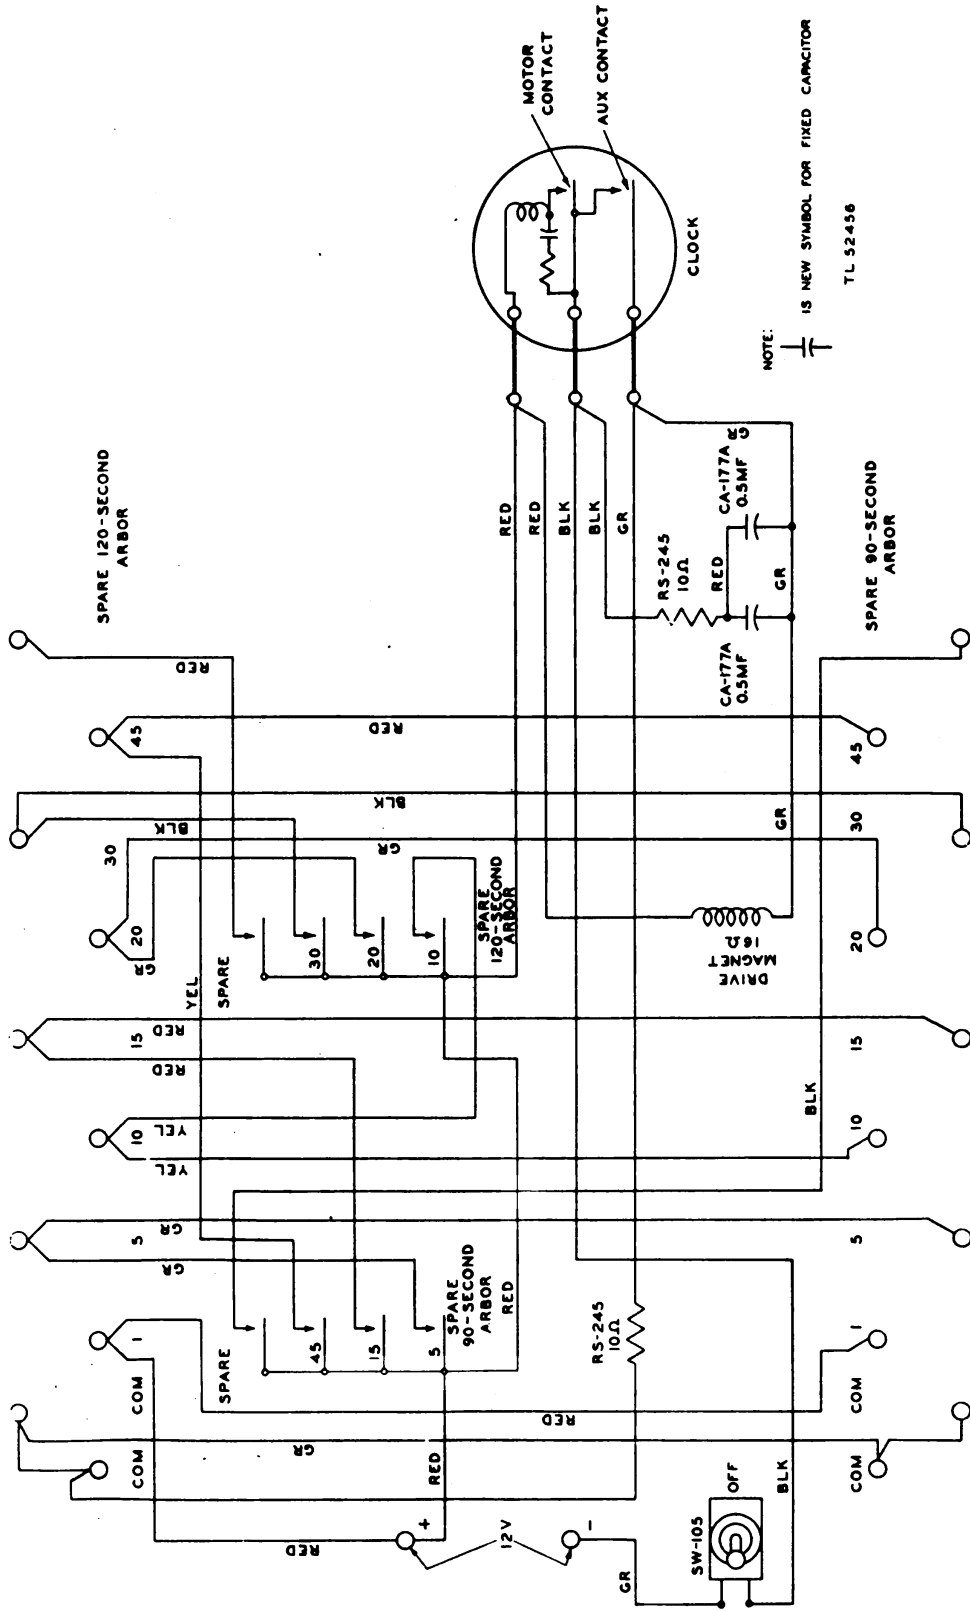 SPARE 120-SECOND
ARBOR
RED
45
RED
BLK
BLK
30
GR
20
GR
YEL
SPARE
30
20
10
SPARE
120-SECOND
ARBOR
15
RED
RED
10
YEL
YEL
5
GR
GR
SPARE
45
15
5
SPARE
90-SECOND
ARBOR
RED
1
COM
COM
GR
RED
RED
RED
+
12V
-
GR
SW-105
OFF
BLK
RS-245
10Ω
COM
COM
1
5
10
15
20
30
45
BLK
DRIVE
MAGNET
16Ω
GR
SPARE 90-SECOND
ARBOR
RED
RED
BLK
BLK
GR
RS-245
10Ω
RED
GR
CA-177A
0.5MF
CA-177A
0.5MF
GR
MOTOR
CONTACT
AUX CONTACT
CLOCK
NOTE:
IS NEW SYMBOL FOR FIXED CAPACITOR
TL 52456